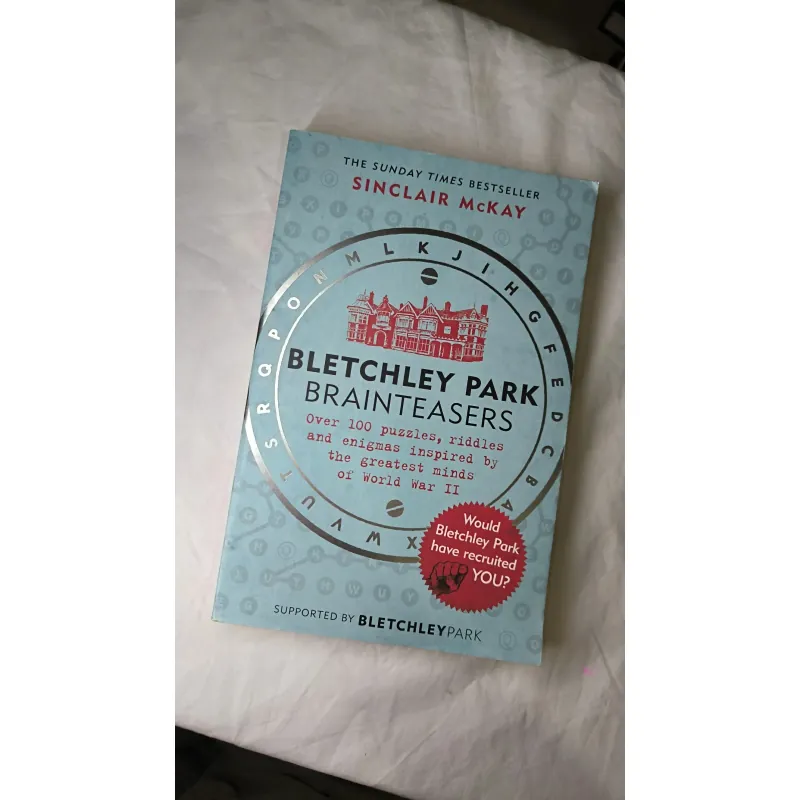 THE SUNDAY TIMES BESTSELLER
SINCLAIR McKAY
X W V U T S R Q P O N M L K J I H G F E D C B A
BLETCHLEY PARK
BRAINTEASERS
Over 100 puzzles, riddles
and enigmas inspired by
the greatest minds
of World War II
Would
Bletchley Park
have recruited
YOU?
SUPPORTED BY BLETCHLEYPARK